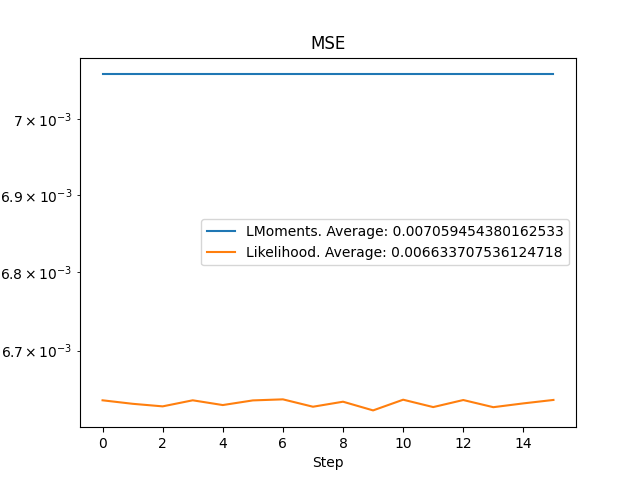 MSE
7 × 10⁻³
6.9 × 10⁻³
6.8 × 10⁻³
6.7 × 10⁻³
LMoments. Average: 0.007059454380162533
Likelihood. Average: 0.006633707536124718
0 2 4 6 8 10 12 14
Step